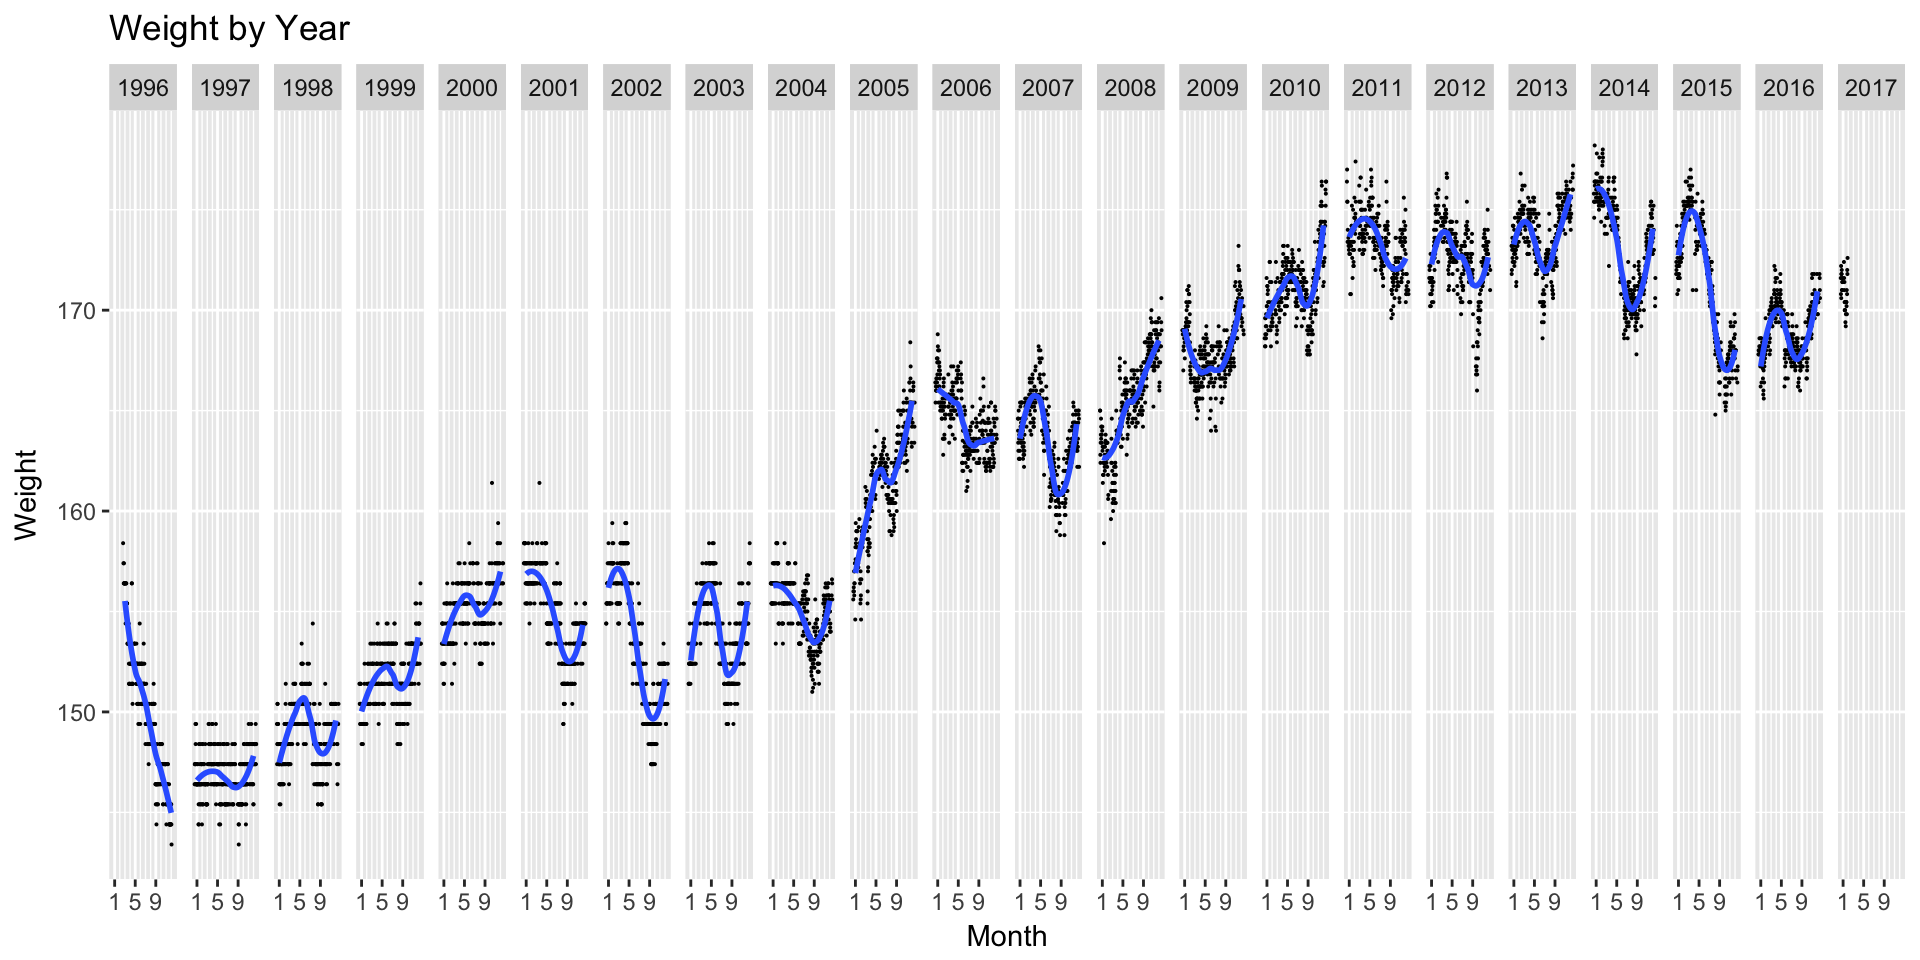 Weight by Year
1996 1997 1998 1999 2000 2001 2002 2003 2004 2005 2006 2007 2008 2009 2010 2011 2012 2013 2014 2015 2016 2017
170
160
150
Weight
1 5 9 1 5 9 1 5 9 1 5 9 1 5 9 1 5 9 1 5 9 1 5 9 1 5 9 1 5 9 1 5 9 1 5 9 1 5 9 1 5 9 1 5 9 1 5 9 1 5 9 1 5 9 1 5 9 1 5 9 1 5 9 1 5 9
Month